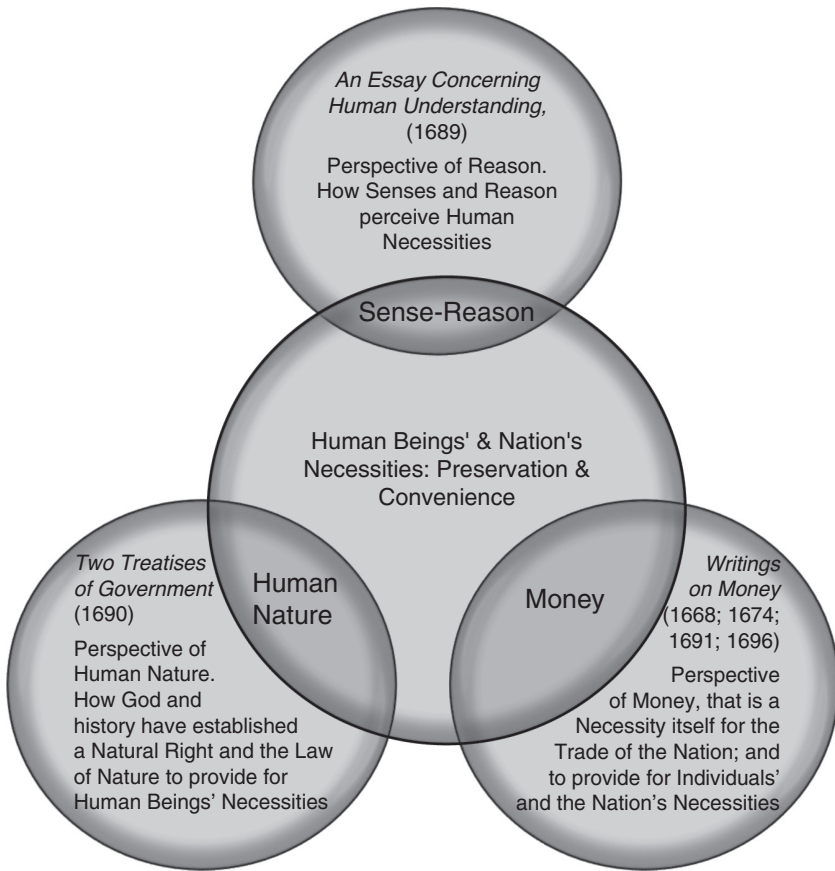 An Essay Concerning
Human Understanding,
(1689)
Perspective of Reason.
How Senses and Reason
perceive Human
Necessities
Sense-Reason
Human Beings' & Nation's
Necessities: Preservation &
Convenience
Two Treatises
of Government
(1690)
Perspective of
Human Nature.
How God and
history have established
a Natural Right and the Law
of Nature to provide for
Human Beings’ Necessities
Human
Nature
Money
Writings
on Money
(1668; 1674;
1691; 1696)
Perspective
of Money, that is a
Necessity itself for the
Trade of the Nation; and
to provide for Individuals’
and the Nation’s Necessities